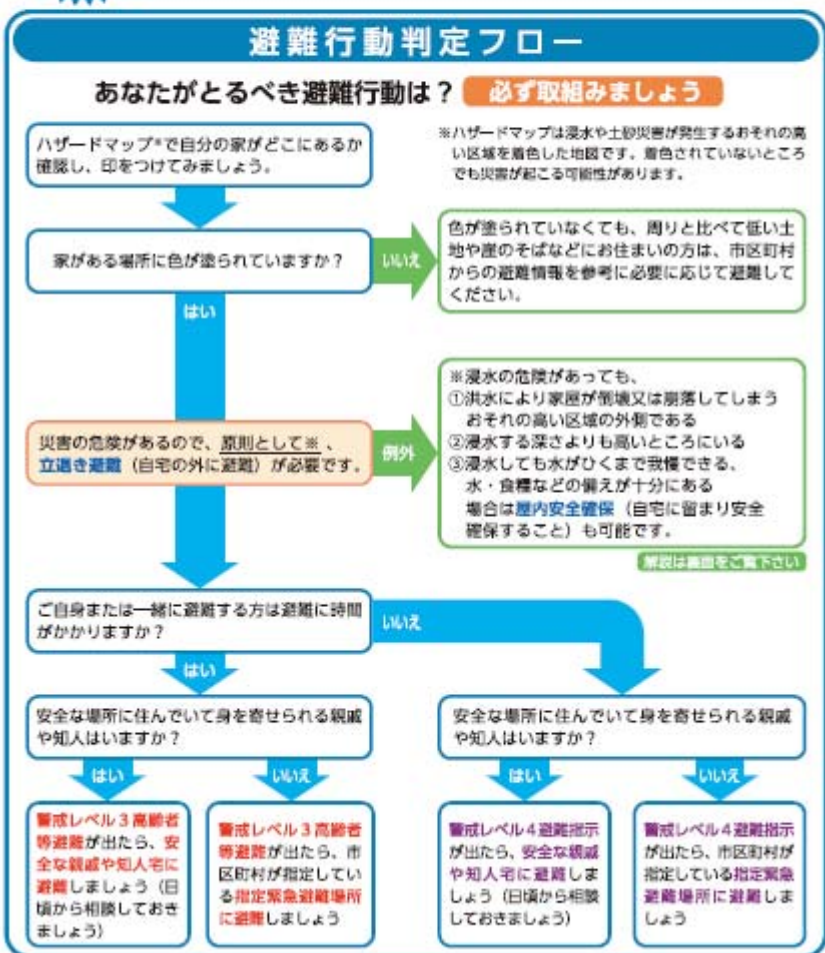 避難行動判定フロー
あなたがとるべき避難行動は？ 必ず取組みましょう
ハザードマップ※で自分の家がどこにあるか
確認し、印をつけてみましょう。
※ハザードマップは浸水や土砂災害が発生するおそれの高
い区域を着色した地図です。着色されていないところ
でも災害が起こる可能性があります。
家がある場所に色が塗られていますか？
いいえ
色が塗られていなくても、周りと比べて低い土
地や崖のそばなどにお住まいの方は、市区町村
からの避難情報を参考に必要に応じて避難して
ください。
はい
災害の危険があるので、原則として※、
立退き避難（自宅の外に避難）が必要です。
例外
※浸水の危険があっても、
①洪水により家屋が倒壊又は崩落してしまう
おそれの高い区域の外側である
②浸水する深さよりも高いところにいる
③浸水しても水がひくまで我慢できる、
水・食糧などの備えが十分にある
場合は屋内安全確保（自宅に留まり安全
確保すること）も可能です。
解説は裏面をご覧下さい
ご自身または一緒に避難する方は避難に時間
がかかりますか？
いいえ
はい
安全な場所に住んでいて身を寄せられる親戚
や知人はいますか？
はい
いいえ
警戒レベル３高齢者
等避難が出たら、安
全な親戚や知人宅に
避難しましょう（日
頃から相談しておき
ましょう）
警戒レベル３高齢者
等避難が出たら、市
区町村が指定してい
る指定緊急避難場所
に避難しましょう
安全な場所に住んでいて身を寄せられる親戚
や知人はいますか？
はい
いいえ
警戒レベル４避難指示
が出たら、安全な親戚
や知人宅に避難しま
しょう（日頃から相談
しておきましょう）
警戒レベル４避難指示
が出たら、市区町村が
指定している指定緊急
避難場所に避難しま
しょう